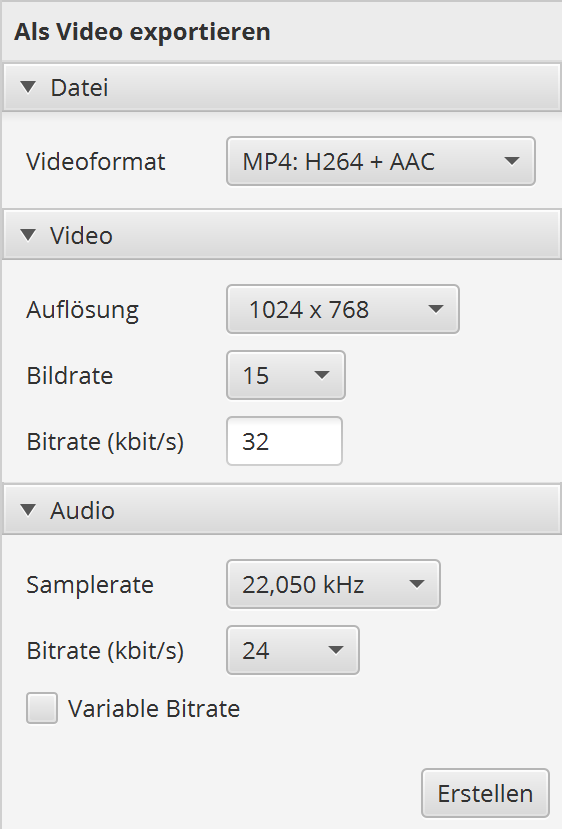 Als Video exportieren
Datei
Videoformat MP4: H264 + AAC
Video
Auflösung 1024 x 768
Bildrate 15
Bitrate (kbit/s) 32
Audio
Samplerate 22,050 kHz
Bitrate (kbit/s) 24
Variable Bitrate
Erstellen